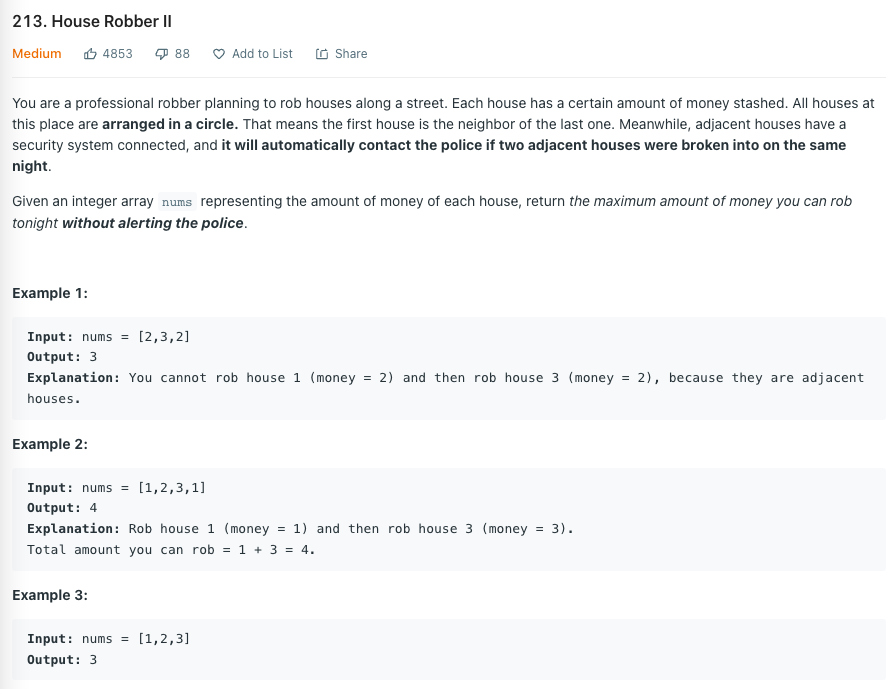 213. House Robber II
Medium 4853 88 Add to List Share
You are a professional robber planning to rob houses along a street. Each house has a certain amount of money stashed. All houses at
this place are arranged in a circle. That means the first house is the neighbor of the last one. Meanwhile, adjacent houses have a
security system connected, and it will automatically contact the police if two adjacent houses were broken into on the same
night.
Given an integer array nums representing the amount of money of each house, return the maximum amount of money you can rob
tonight without alerting the police.
Example 1:
Input: nums = [2,3,2]
Output: 3
Explanation: You cannot rob house 1 (money = 2) and then rob house 3 (money = 2), because they are adjacent
houses.
Example 2:
Input: nums = [1,2,3,1]
Output: 4
Explanation: Rob house 1 (money = 1) and then rob house 3 (money = 3).
Total amount you can rob = 1 + 3 = 4.
Example 3:
Input: nums = [1,2,3]
Output: 3